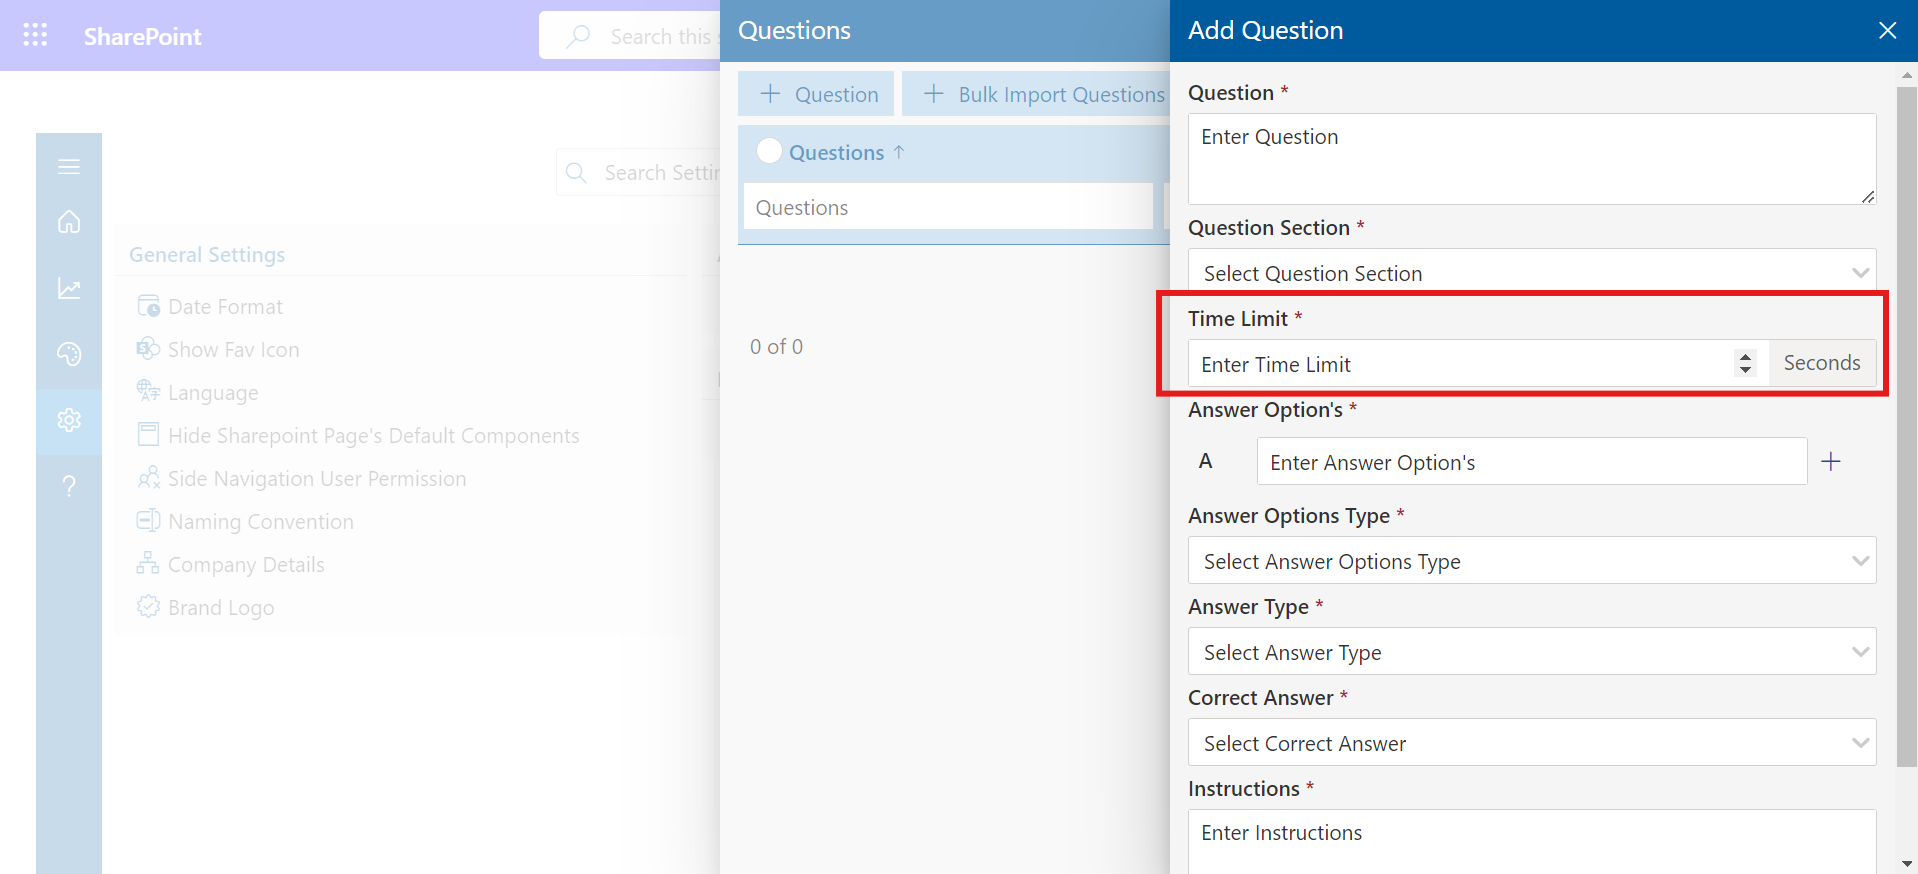 SharePoint
Search this s
Search Settin
General Settings
Date Format
Show Fav Icon
Language
Hide Sharepoint Page's Default Components
Side Navigation User Permission
Naming Convention
Company Details
Brand Logo
Questions
Question
Bulk Import Questions
Questions ↑
Questions
0 of 0
Add Question
Question *
Enter Question
Question Section *
Select Question Section
Time Limit *
Enter Time Limit
Seconds
Answer Option's *
A
Enter Answer Option's
Answer Options Type *
Select Answer Options Type
Answer Type *
Select Answer Type
Correct Answer *
Select Correct Answer
Instructions *
Enter Instructions